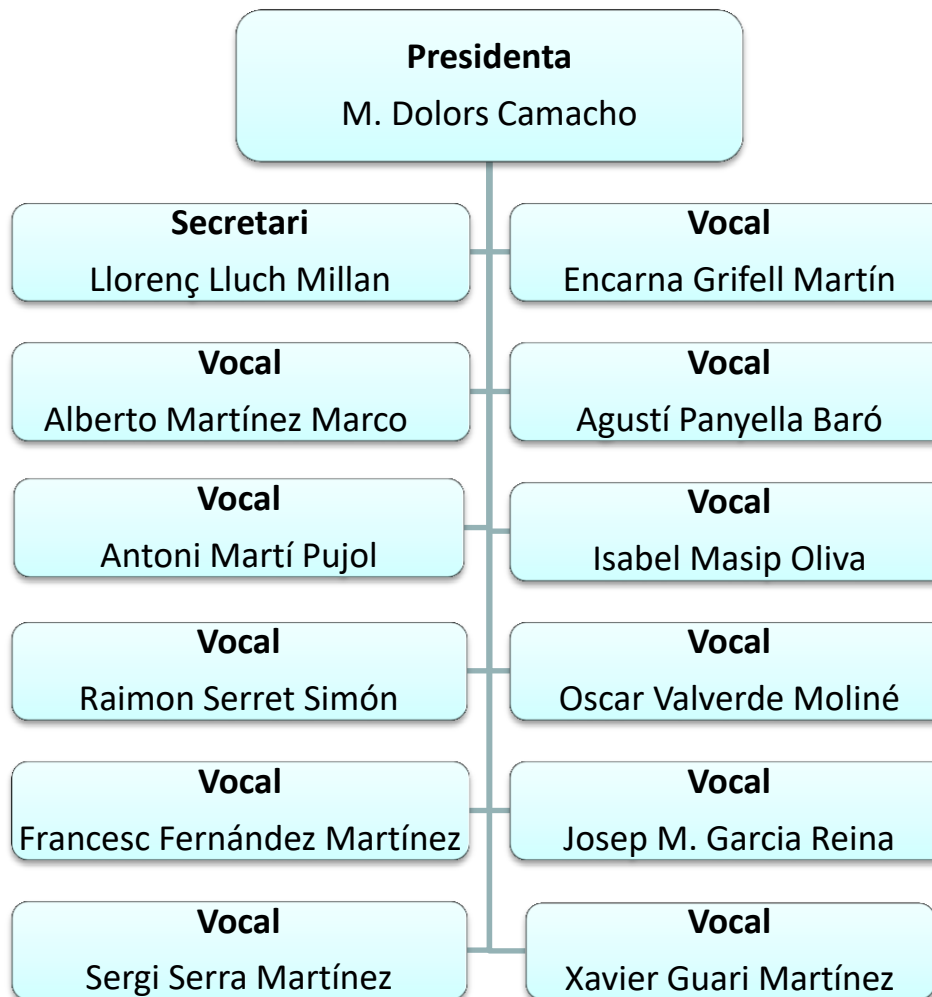 Presidenta
M. Dolors Camacho
Secretari
Llorenç Lluch Millan
Vocal
Encarna Grifell Martín
Vocal
Alberto Martínez Marco
Vocal
Agustí Panyella Baró
Vocal
Antoni Martí Pujol
Vocal
Isabel Masip Oliva
Vocal
Raimon Serret Simón
Vocal
Oscar Valverde Moliné
Vocal
Francesc Fernández Martínez
Vocal
Josep M. Garcia Reina
Vocal
Sergi Serra Martínez
Vocal
Xavier Guari Martínez